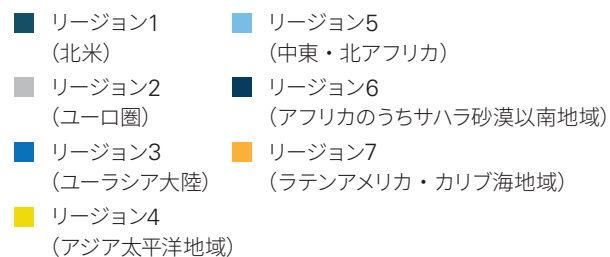 リージョン1
(北米)
リージョン2
(ユーロ圏)
リージョン3
(ユーラシア大陸)
リージョン4
(アジア太平洋地域)
リージョン5
(中東・北アフリカ)
リージョン6
(アフリカのうちサハラ砂漠以南地域)
リージョン7
(ラテンアメリカ・カリブ海地域)